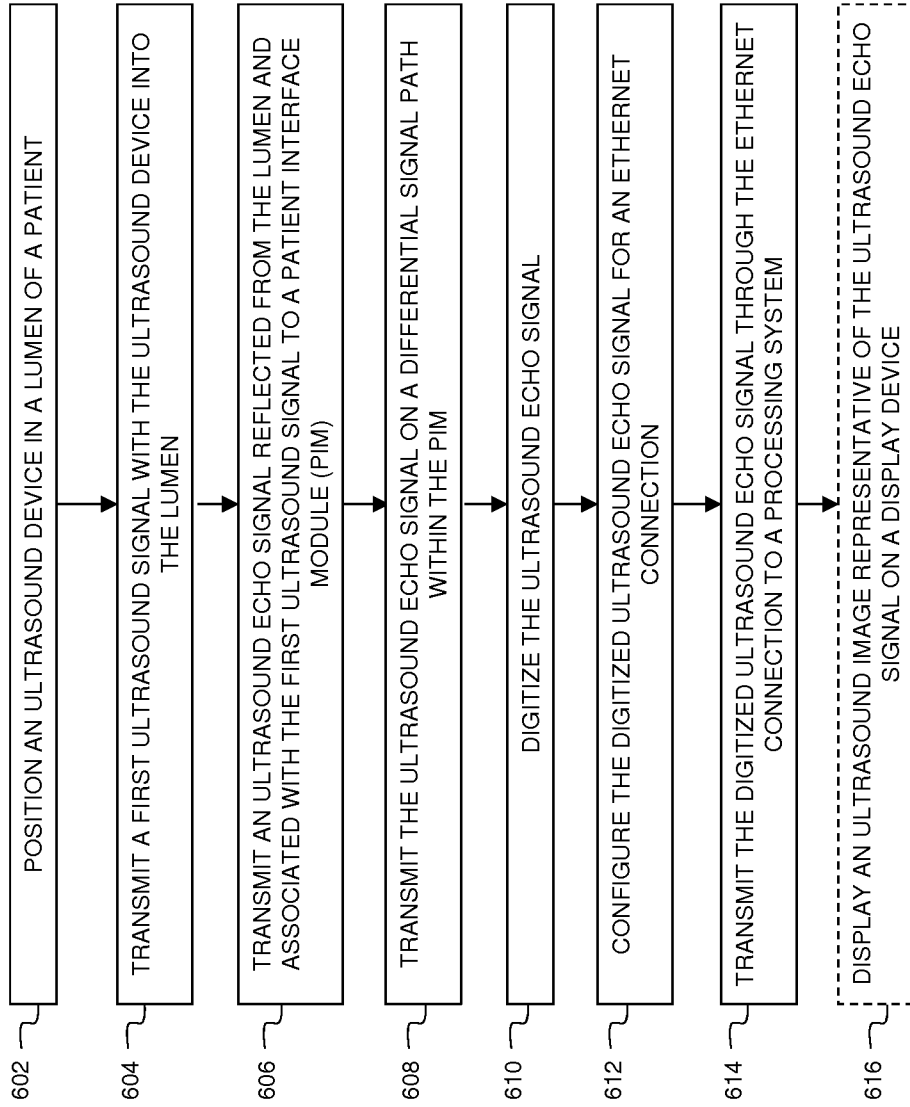 602
POSITION AN ULTRASOUND DEVICE IN A LUMEN OF A PATIENT
604
TRANSMIT A FIRST ULTRASOUND SIGNAL WITH THE ULTRASOUND DEVICE INTO
THE LUMEN
606
TRANSMIT AN ULTRASOUND ECHO SIGNAL REFLECTED FROM THE LUMEN AND
ASSOCIATED WITH THE FIRST ULTRASOUND SIGNAL TO A PATIENT INTERFACE
MODULE (PIM)
608
TRANSMIT THE ULTRASOUND ECHO SIGNAL ON A DIFFERENTIAL SIGNAL PATH
WITHIN THE PIM
610
DIGITIZE THE ULTRASOUND ECHO SIGNAL
612
CONFIGURE THE DIGITIZED ULTRASOUND ECHO SIGNAL FOR AN ETHERNET
CONNECTION
614
TRANSMIT THE DIGITIZED ULTRASOUND ECHO SIGNAL THROUGH THE ETHERNET
CONNECTION TO A PROCESSING SYSTEM
616
DISPLAY AN ULTRASOUND IMAGE REPRESENTATIVE OF THE ULTRASOUND ECHO
SIGNAL ON A DISPLAY DEVICE